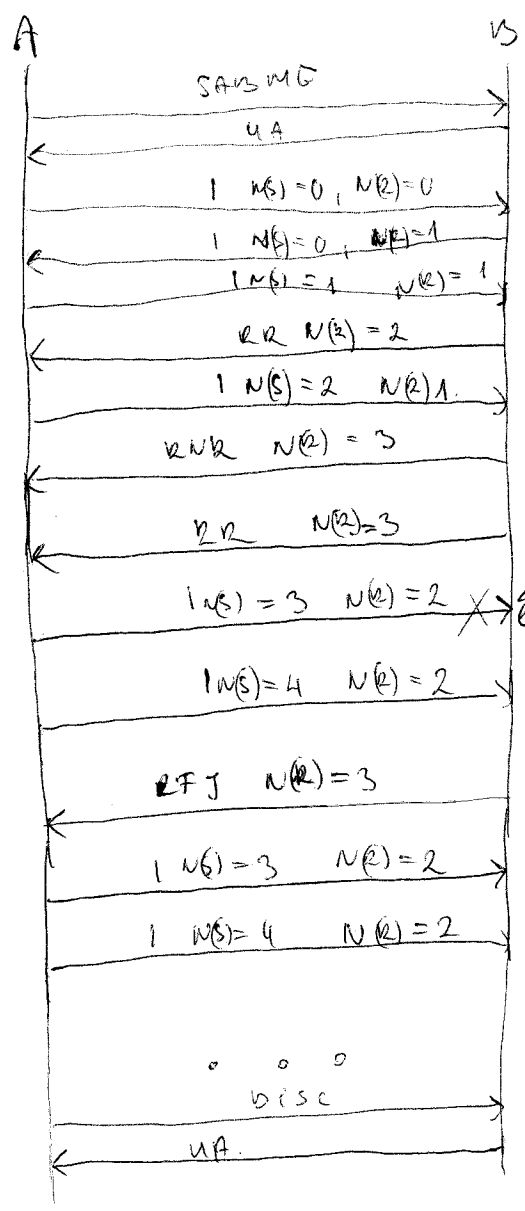 A B
SABME
UA
I N(S)=0, N(R)=0
I N(S)=0, N(R)=1
I N(S)=1 N(R)=1
RR N(R)=2
I N(S)=2 N(R)1.
RNR N(R)=3
RR N(R)=3
I N(S)=3 N(R)=2
I N(S)=4 N(R)=2
REJ N(R)=3
I N(S)=3 N(R)=2
I N(S)=4 N(R)=2
DISC
UA.